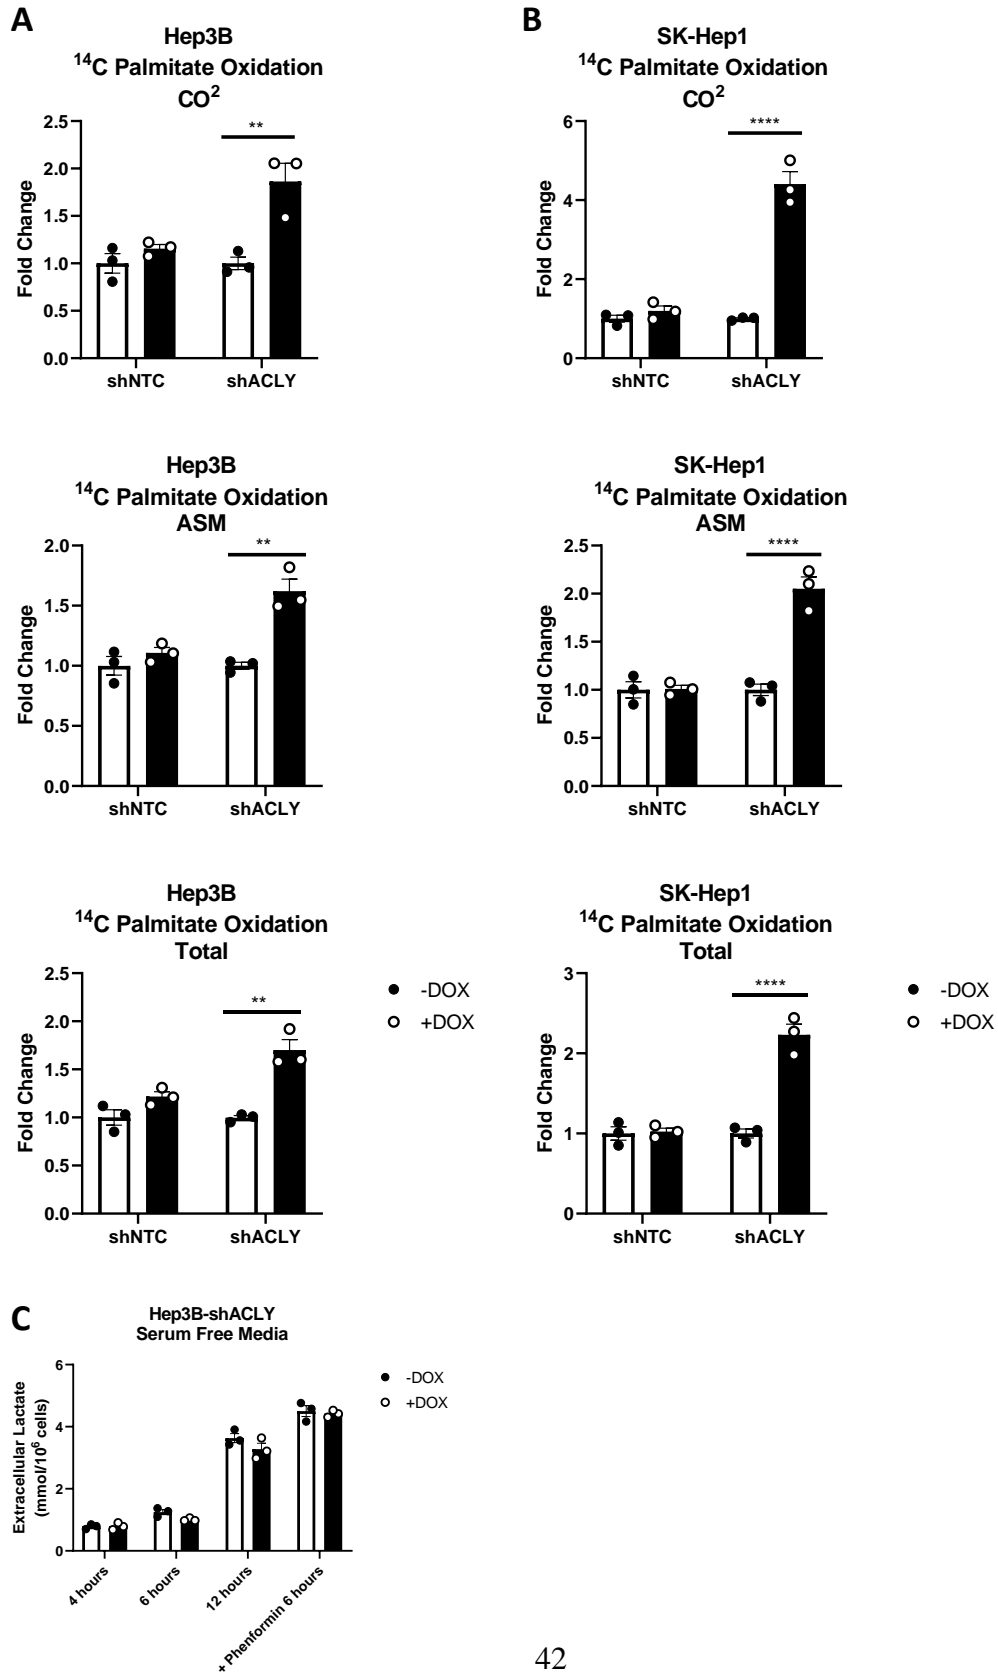 A
Hep3B
¹⁴C Palmitate Oxidation
CO²
2.5
2.0
1.5
1.0
0.5
0.0
Fold Change
**
shNTC
shACLY
B
SK-Hep1
¹⁴C Palmitate Oxidation
CO²
6
4
2
0
Fold Change
****
shNTC
shACLY
Hep3B
¹⁴C Palmitate Oxidation
ASM
2.0
1.5
1.0
0.5
0.0
Fold Change
**
shNTC
shACLY
SK-Hep1
¹⁴C Palmitate Oxidation
ASM
2.5
2.0
1.5
1.0
0.5
0.0
Fold Change
****
shNTC
shACLY
Hep3B
¹⁴C Palmitate Oxidation
Total
2.5
2.0
1.5
1.0
0.5
0.0
Fold Change
**
shNTC
shACLY
-DOX
+DOX
SK-Hep1
¹⁴C Palmitate Oxidation
Total
3
2
1
0
Fold Change
****
shNTC
shACLY
-DOX
+DOX
C
Hep3B-shACLY
Serum Free Media
6
4
2
0
Extracellular Lactate
(mmol/10⁶ cells)
4 hours
6 hours
12 hours
+ Phenformin 6 hours
-DOX
+DOX
42